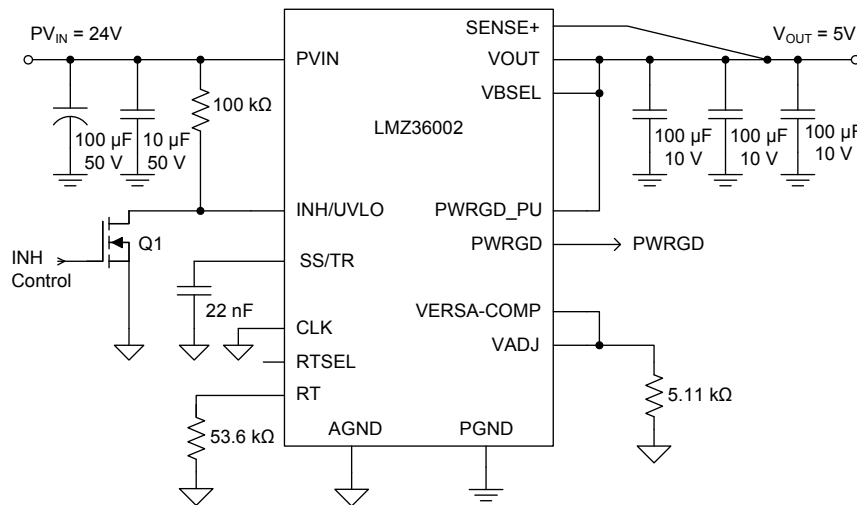 PVIN = 24V
SENSE+
VOUT = 5V
PVIN
VOUT
VBSEL
100 kΩ
LMZ36002
100 µF
50 V
10 µF
50 V
100 µF
10 V
100 µF
10 V
100 µF
10 V
INH/UVLO
PWRGD_PU
Q1
PWRGD
PWRGD
INH
Control
SS/TR
22 nF
VERSA-COMP
CLK
VADJ
RTSEL
RT
5.11 kΩ
53.6 kΩ
AGND
PGND